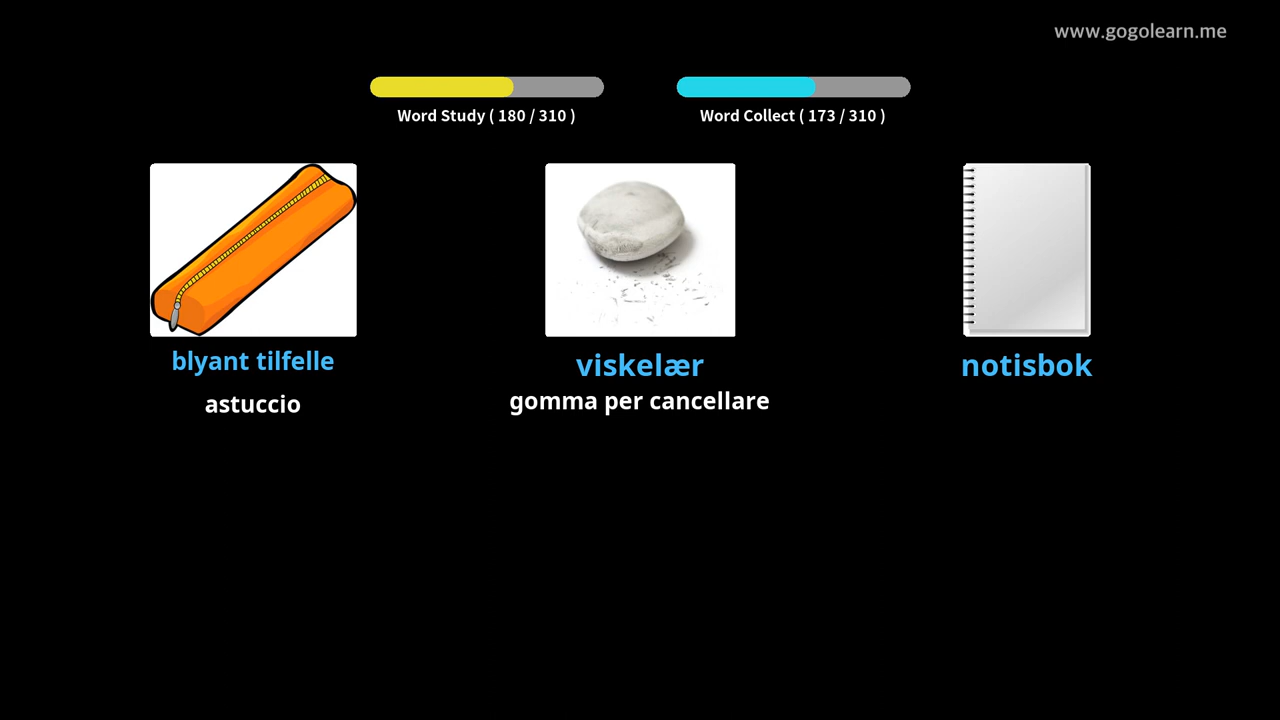 www.gogolearn.me
Word Study ( 180 / 310 )
Word Collect ( 173 / 310 )
blyant tilfelle
astuccio
viskelær
gomma per cancellare
notisbok